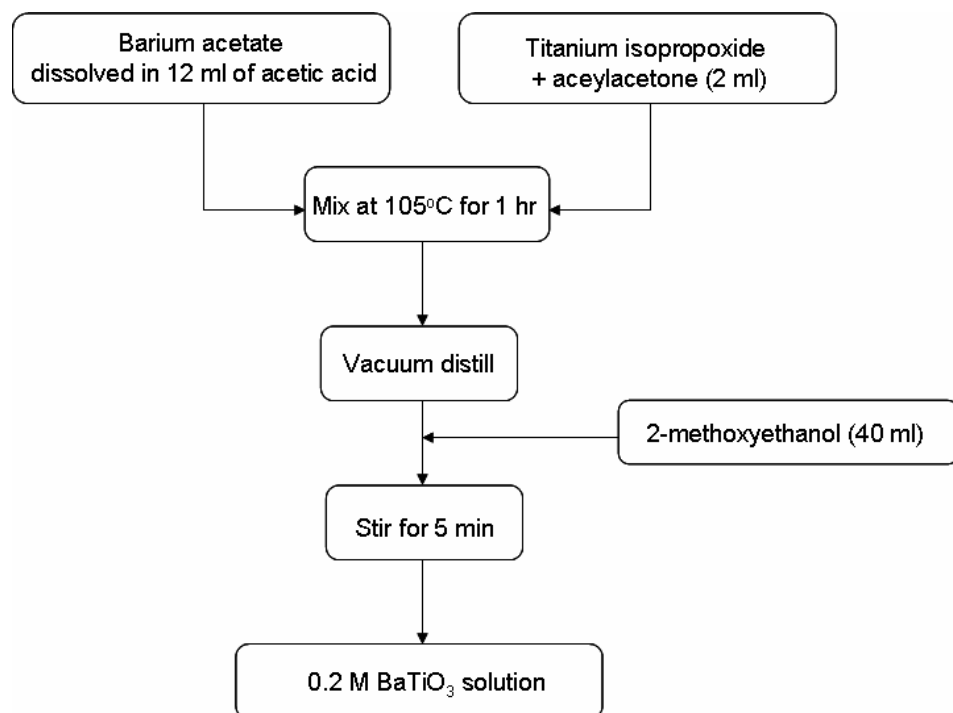 Barium acetate
dissolved in 12 ml of acetic acid
Titanium isopropoxide
+ aceylacetone (2 ml)
Mix at 105°C for 1 hr
Vacuum distill
2-methoxyethanol (40 ml)
Stir for 5 min
0.2 M BaTiO₃ solution